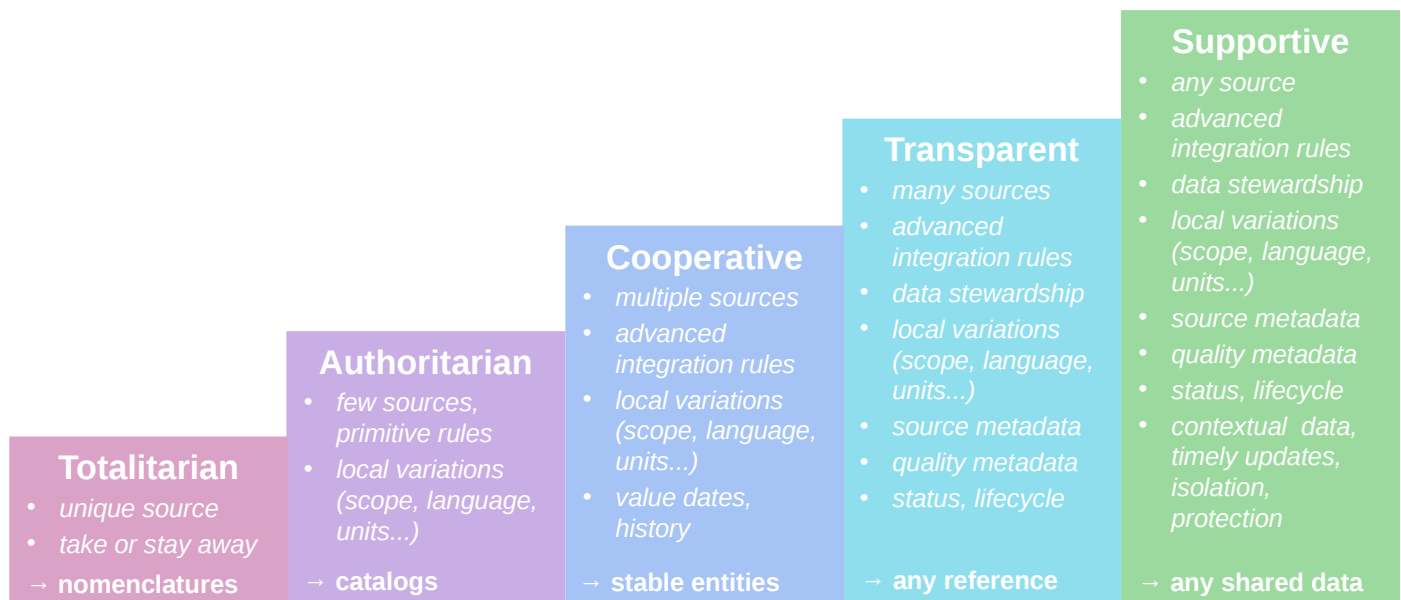 Totalitarian
• unique source
• take or stay away
→ nomenclatures
Authoritarian
• few sources,
primitive rules
• local variations
(scope, language,
units...)
→ catalogs
Cooperative
• multiple sources
• advanced
integration rules
• local variations
(scope, language,
units...)
• value dates,
history
→ stable entities
Transparent
• many sources
• advanced
integration rules
• data stewardship
• local variations
(scope, language,
units...)
• source metadata
• quality metadata
• status, lifecycle
→ any reference
Supportive
• any source
• advanced
integration rules
• data stewardship
• local variations
(scope, language,
units...)
• source metadata
• quality metadata
• status, lifecycle
• contextual  data,
timely updates,
isolation,
protection
→ any shared data